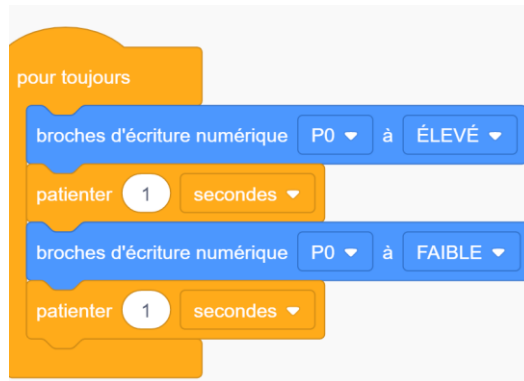 pour toujours
broches d'écriture numérique P0 à ÉLEVÉ
patienter 1 secondes
broches d'écriture numérique P0 à FAIBLE
patienter 1 secondes